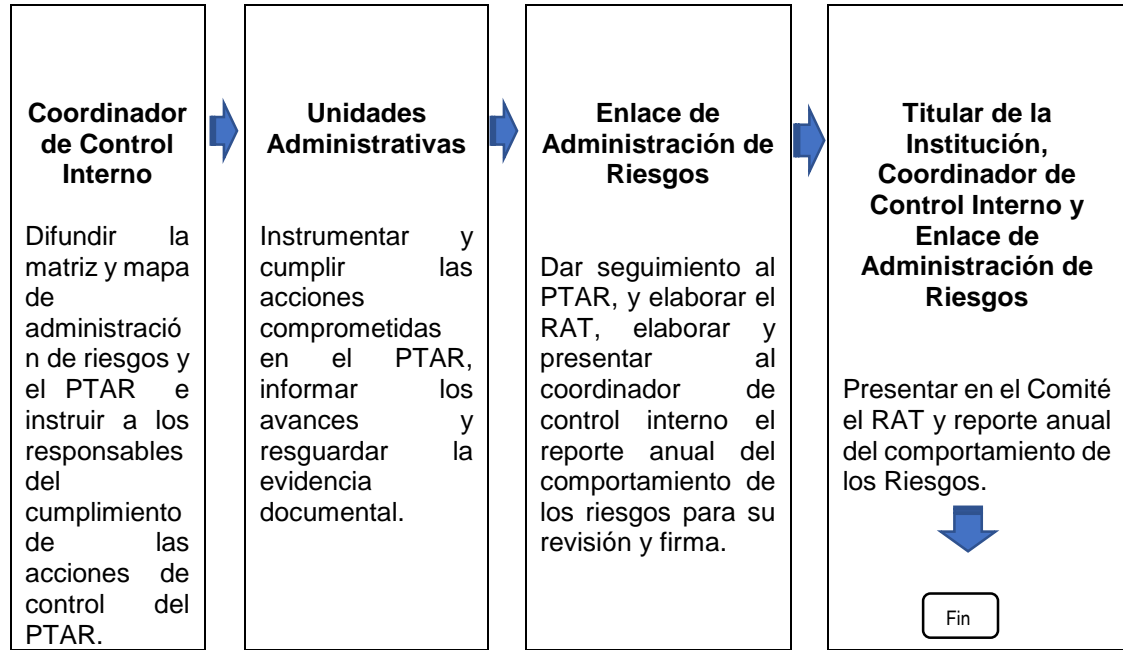 Coordinador
de Control
Interno
Difundir la
matriz y mapa
de
administració
n de riesgos y
el PTAR e
instruir a los
responsables
del
cumplimiento
de las
acciones de
control del
PTAR.
Unidades
Administrativas
Instrumentar y
cumplir las
acciones
comprometidas
en el PTAR,
informar los
avances y
resguardar la
evidencia
documental.
Enlace de
Administración de
Riesgos
Dar seguimiento al
PTAR, y elaborar el
RAT, elaborar y
presentar al
coordinador de
control interno el
reporte anual del
comportamiento de
los riesgos para su
revisión y firma.
Titular de la
Institución,
Coordinador de
Control Interno y
Enlace de
Administración de
Riesgos
Presentar en el Comité
el RAT y reporte anual
del comportamiento de
los Riesgos.
Fin